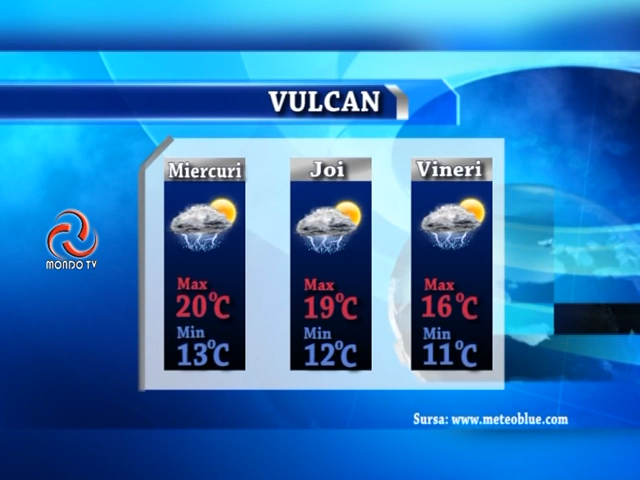 VULCAN
Miercuri Joi Vineri
Max Max Max
20°C 19°C 16°C
Min Min Min
13°C 12°C 11°C
MONDO TV
Sursa: www.meteoblue.com